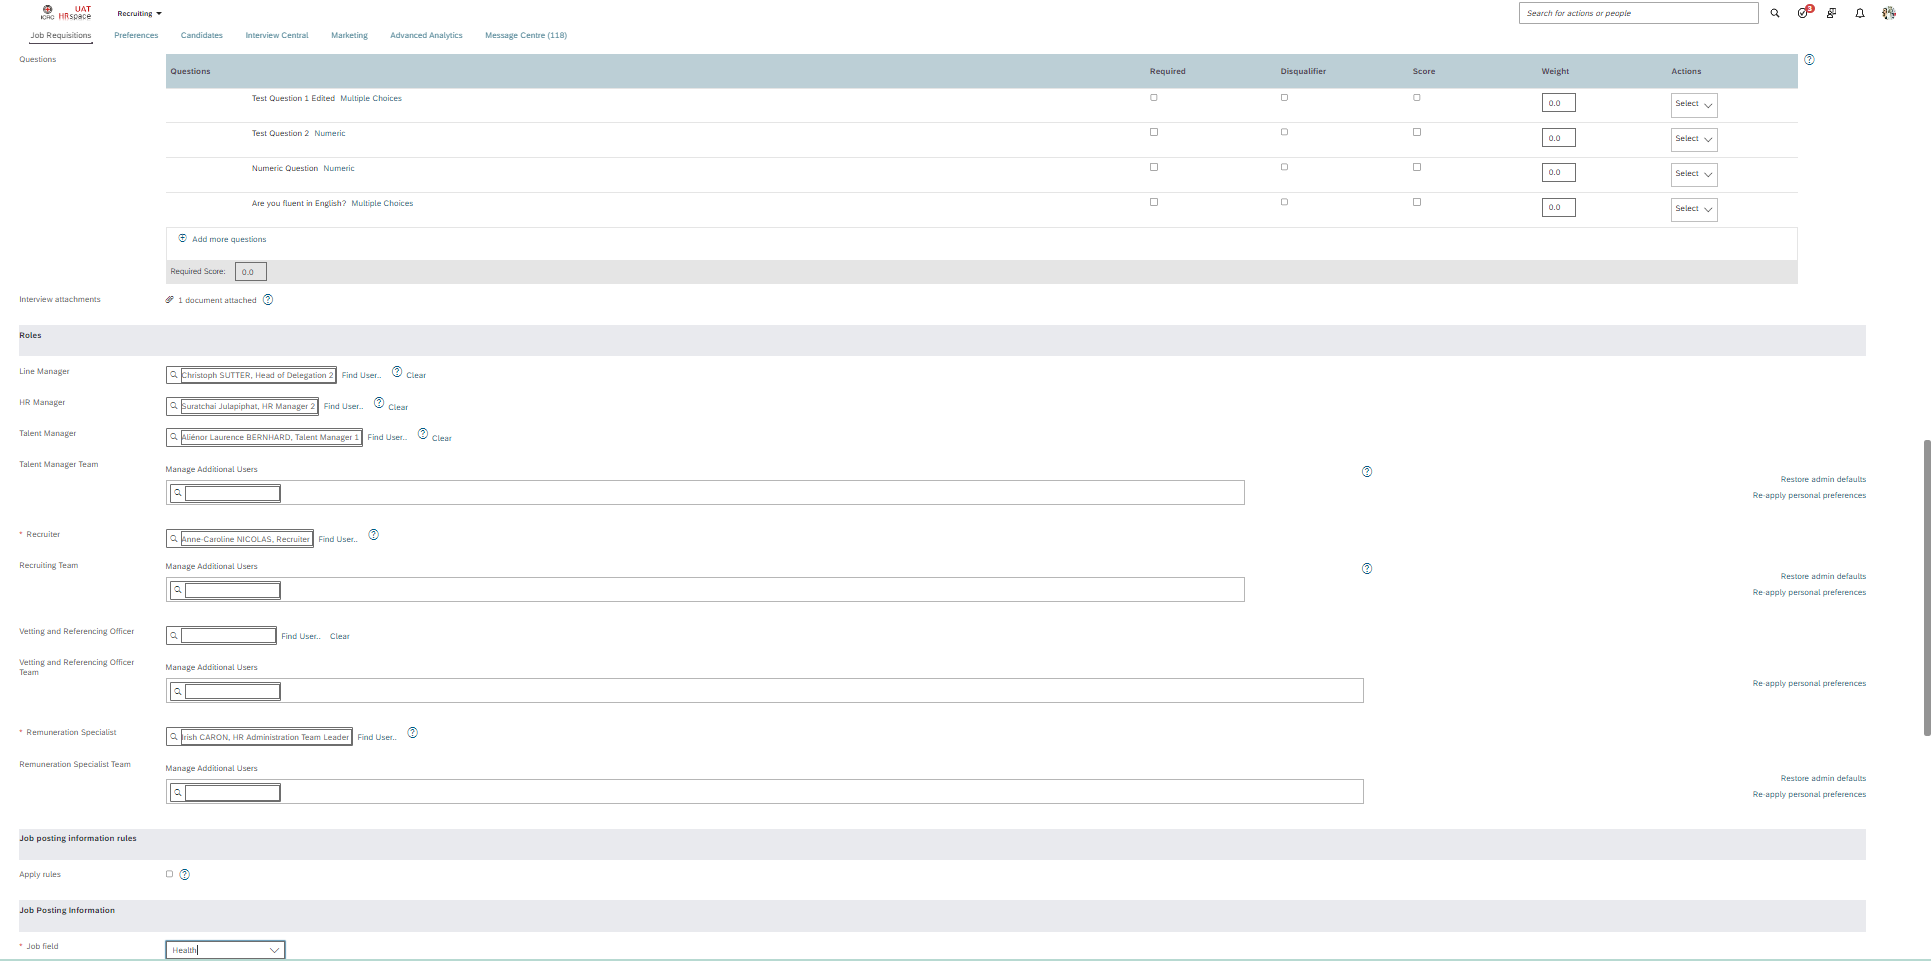 ICRC UAT HRspace Recruiting Search for actions or people 3
Job Requisitions Preferences Candidates Interview Central Marketing Advanced Analytics Message Centre (118)
Questions
Questions Required Disqualifier Score Weight Actions
Test Question 1 Edited Multiple Choices 0.0 Select
Test Question 2 Numeric 0.0 Select
Numeric Question Numeric 0.0 Select
Are you fluent in English? Multiple Choices 0.0 Select
Add more questions
Required Score: 0.0
Interview attachments 1 document attached
Roles
Line Manager Christoph SUTTER, Head of Delegation 2 Find User.. Clear
HR Manager Suratchai Julapiphat, HR Manager 2 Find User.. Clear
Talent Manager Aliénor Laurence BERNHARD, Talent Manager 1 Find User.. Clear
Talent Manager Team Manage Additional Users
Restore admin defaults
Re-apply personal preferences
* Recruiter Anne-Caroline NICOLAS, Recruiter Find User..
Recruiting Team Manage Additional Users
Restore admin defaults
Re-apply personal preferences
Vetting and Referencing Officer Find User.. Clear
Vetting and Referencing Officer
Team
Manage Additional Users
Re-apply personal preferences
* Remuneration Specialist Irish CARON, HR Administration Team Leader Find User..
Remuneration Specialist Team Manage Additional Users
Restore admin defaults
Re-apply personal preferences
Job posting information rules
Apply rules
Job Posting Information
* Job field Health